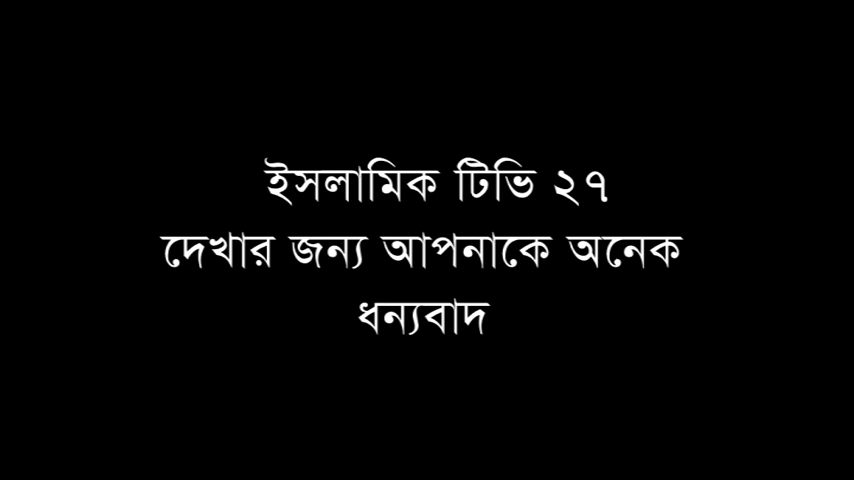 ইসলামিক টিভি ২৭
দেখার জন্য আপনাকে অনেক
ধন্যবাদ